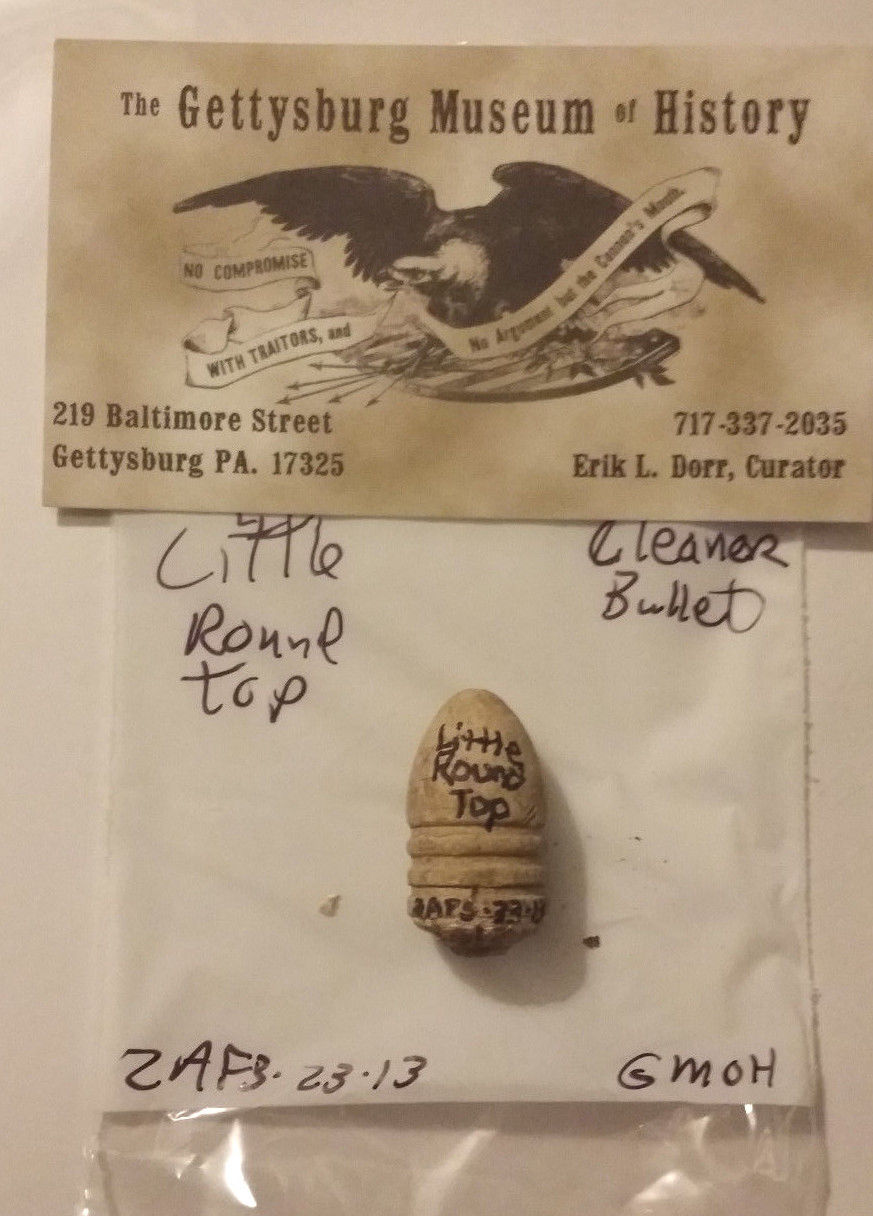 The Gettysburg Museum of History
NO COMPROMISE
WITH TRAITORS, and
No Argument but the Cannon's Mouth.
219 Baltimore Street
Gettysburg PA. 17325
717-337-2035
Erik L. Dorr, Curator
Little
Round
Top
Cleaner
Bullet
Little
Round
Top
2AFS·23·13
GMOH